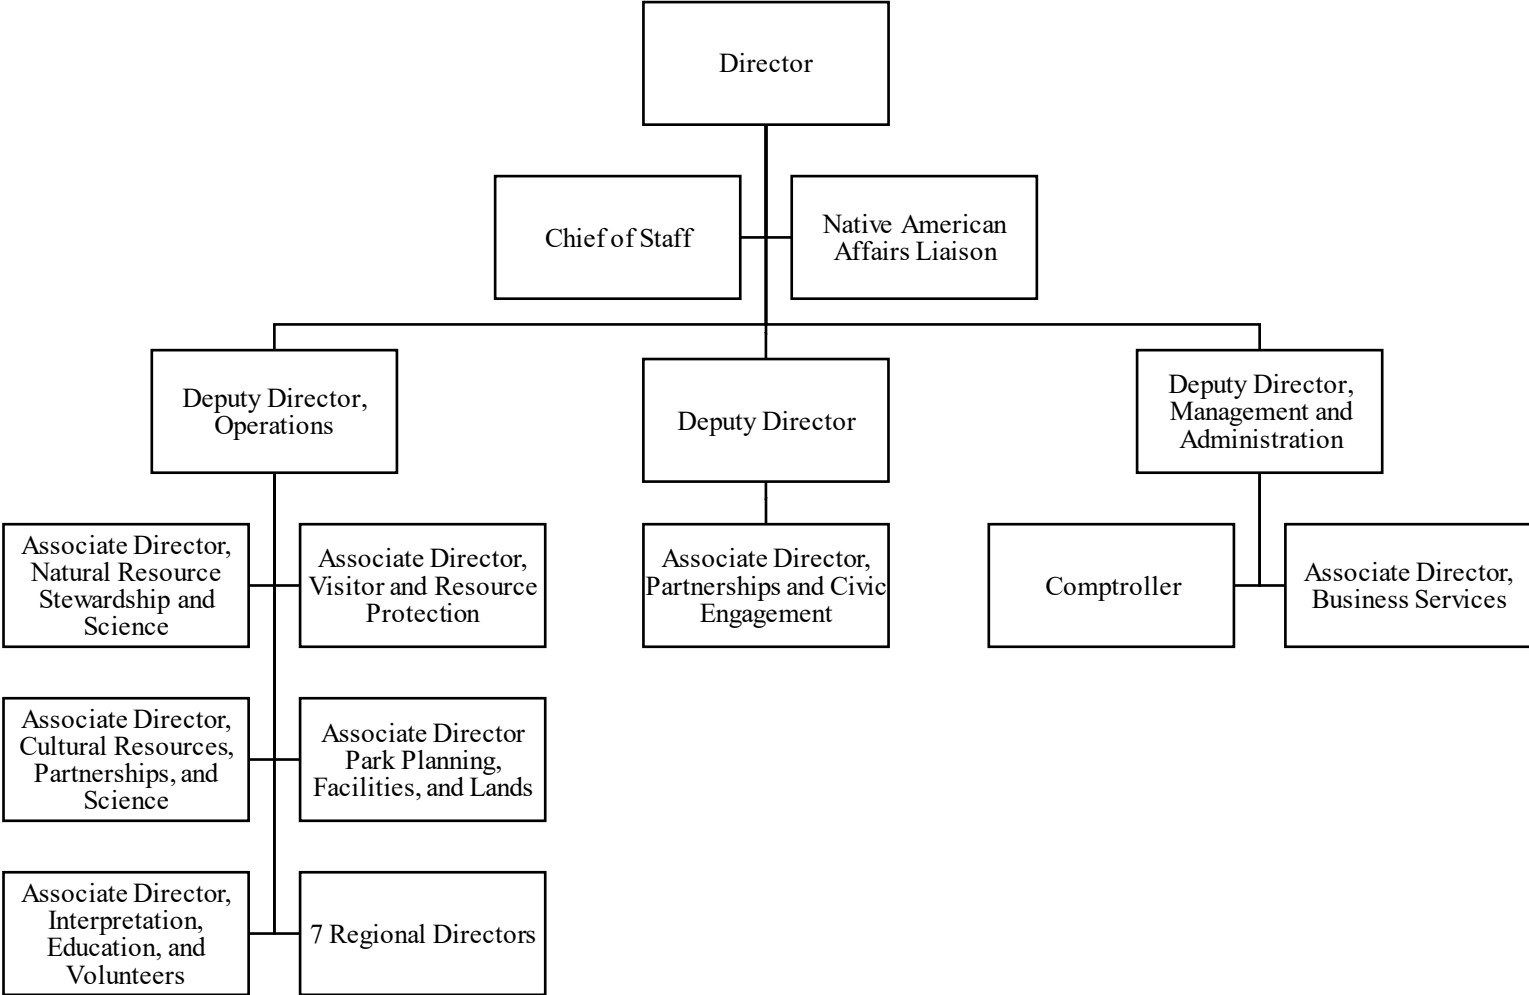 Director
Chief of Staff
Native American
Affairs Liaison
Deputy Director,
Operations
Deputy Director
Deputy Director,
Management and
Administration
Associate Director,
Natural Resource
Stewardship and
Science
Associate Director,
Visitor and Resource
Protection
Associate Director,
Partnerships and Civic
Engagement
Comptroller
Associate Director,
Business Services
Associate Director,
Cultural Resources,
Partnerships, and
Science
Associate Director
Park Planning,
Facilities, and Lands
Associate Director,
Interpretation,
Education, and
Volunteers
7 Regional Directors